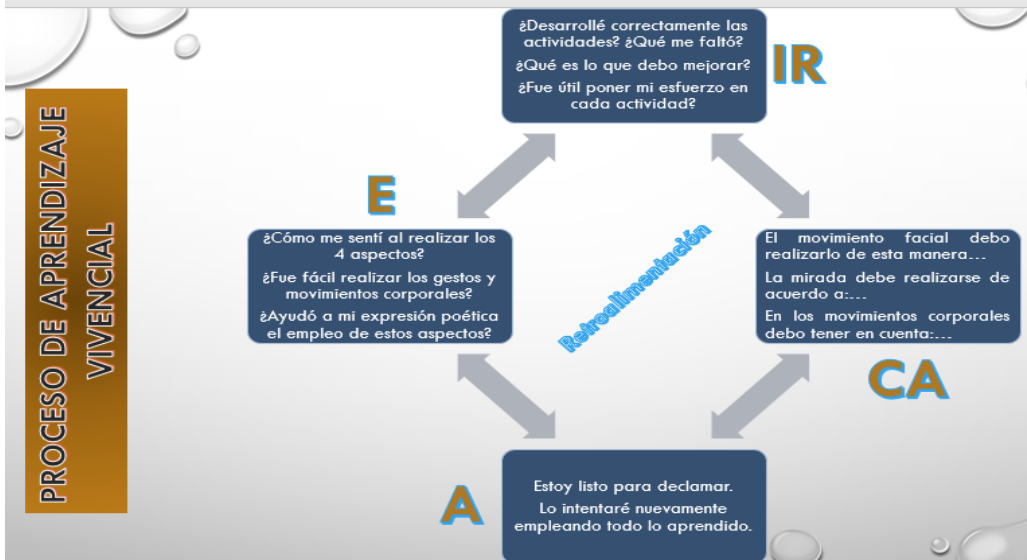 PROCESO DE APRENDIZAJE
VIVENCIAL
¿Desarrollé correctamente las
actividades? ¿Qué me faltó?
¿Qué es lo que debo mejorar?
¿Fue útil poner mi esfuerzo en
cada actividad?
IR
E
¿Cómo me sentí al realizar los
4 aspectos?
¿Fue fácil realizar los gestos y
movimientos corporales?
¿Ayudó a mi expresión poética
el empleo de estos aspectos?
Retroalimentación
El movimiento facial debo
realizarlo de esta manera...
La mirada debe realizarse de
acuerdo a:...
En los movimientos corporales
debo tener en cuenta:...
CA
A
Estoy listo para declamar.
Lo intentaré nuevamente
empleando todo lo aprendido.